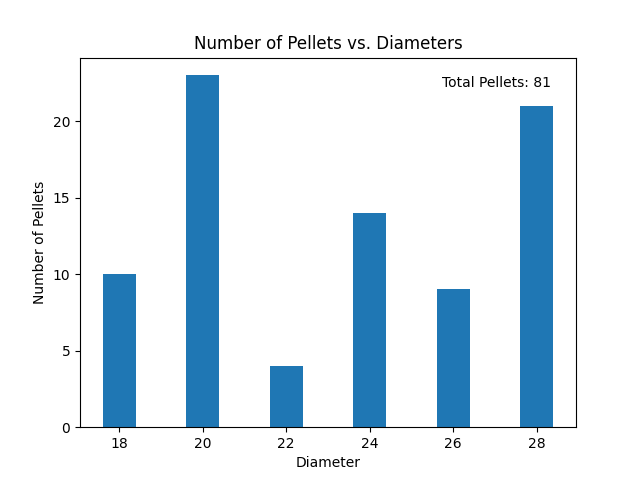 Number of Pellets vs. Diameters
Total Pellets: 81
20
15
10
5
0
Number of Pellets
18 20 22 24 26 28
Diameter